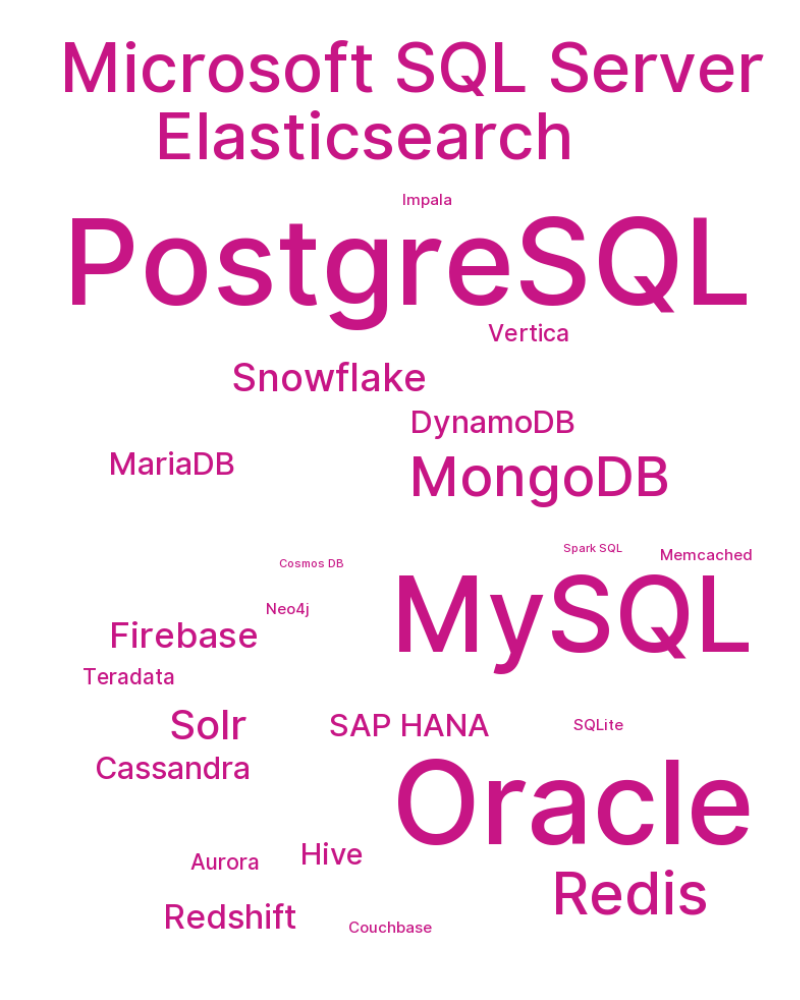 Microsoft SQL Server
Elasticsearch
Impala
PostgreSQL
Vertica
Snowflake
DynamoDB
MariaDB
MongoDB
Spark SQL
Memcached
Cosmos DB
MySQL
Neo4j
Firebase
Teradata
Solr
SAP HANA
SQLite
Cassandra
Oracle
Hive
Aurora
Redis
Redshift
Couchbase